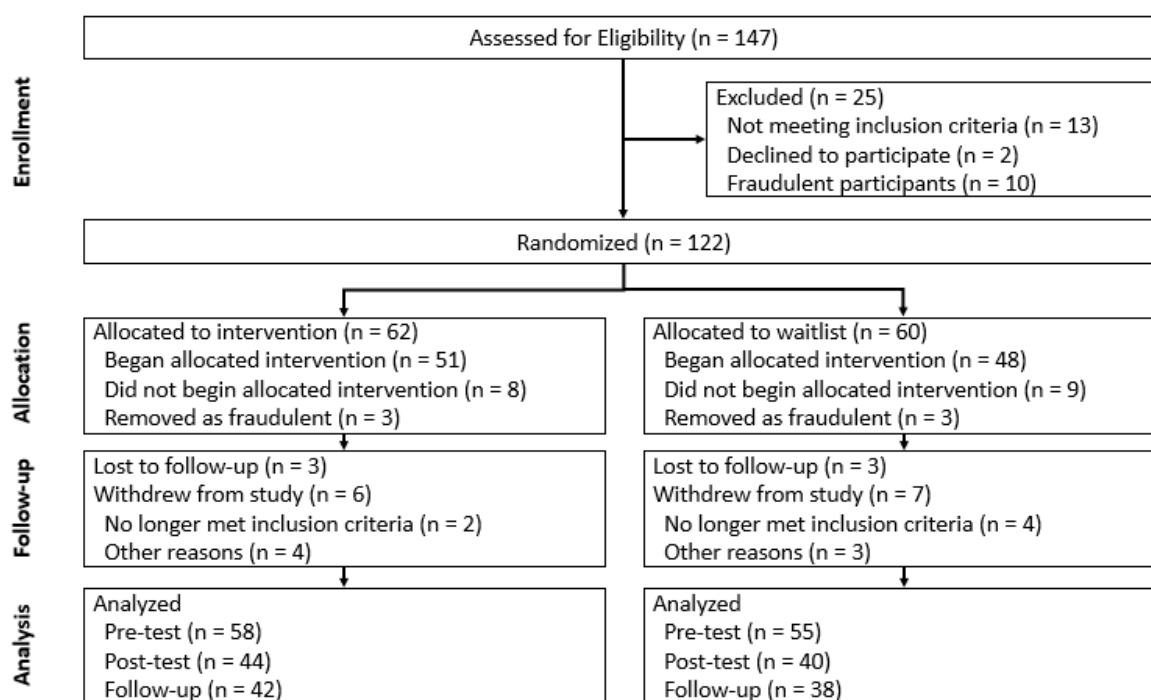 Assessed for Eligibility (n = 147)
Enrollment
Excluded (n = 25)
Not meeting inclusion criteria (n = 13)
Declined to participate (n = 2)
Fraudulent participants (n = 10)
Randomized (n = 122)
Allocation
Allocated to intervention (n = 62)
Began allocated intervention (n = 51)
Did not begin allocated intervention (n = 8)
Removed as fraudulent (n = 3)
Allocated to waitlist (n = 60)
Began allocated intervention (n = 48)
Did not begin allocated intervention (n = 9)
Removed as fraudulent (n = 3)
Follow-up
Lost to follow-up (n = 3)
Withdrew from study (n = 6)
No longer met inclusion criteria (n = 2)
Other reasons (n = 4)
Lost to follow-up (n = 3)
Withdrew from study (n = 7)
No longer met inclusion criteria (n = 4)
Other reasons (n = 3)
Analysis
Analyzed
Pre-test (n = 58)
Post-test (n = 44)
Follow-up (n = 42)
Analyzed
Pre-test (n = 55)
Post-test (n = 40)
Follow-up (n = 38)